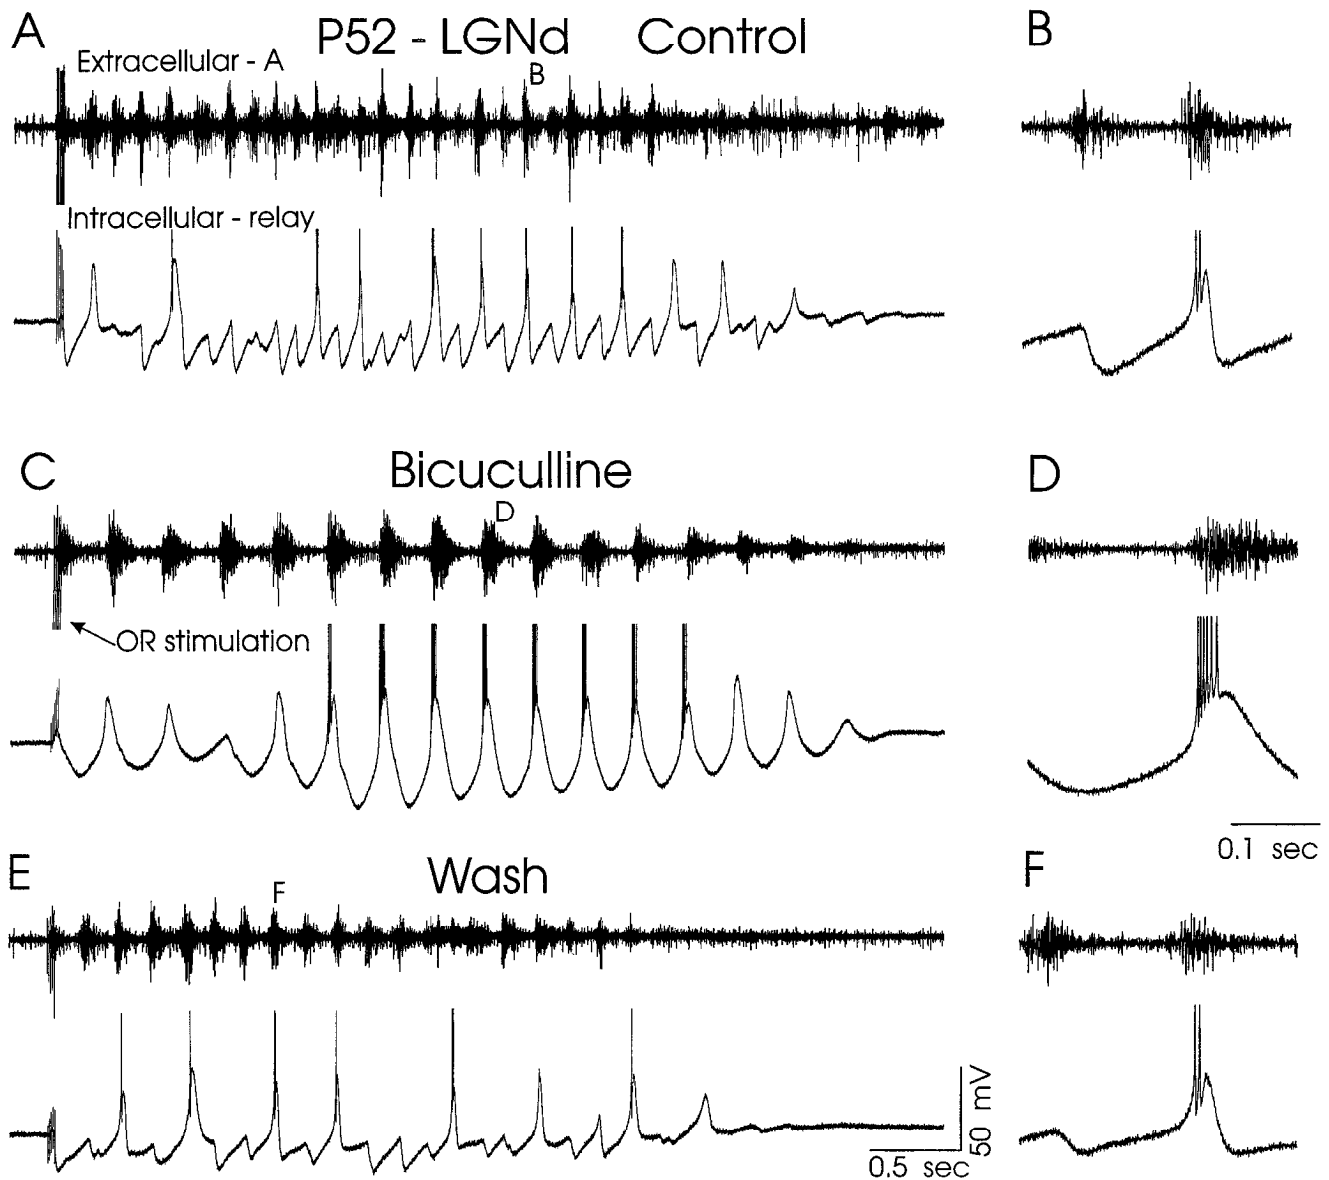 A
P52 - LGNd Control
B
Extracellular - A
B
Intracellular - relay
C
Bicuculline
D
D
OR stimulation
0.1 sec
E
Wash
F
F
50 mV
0.5 sec